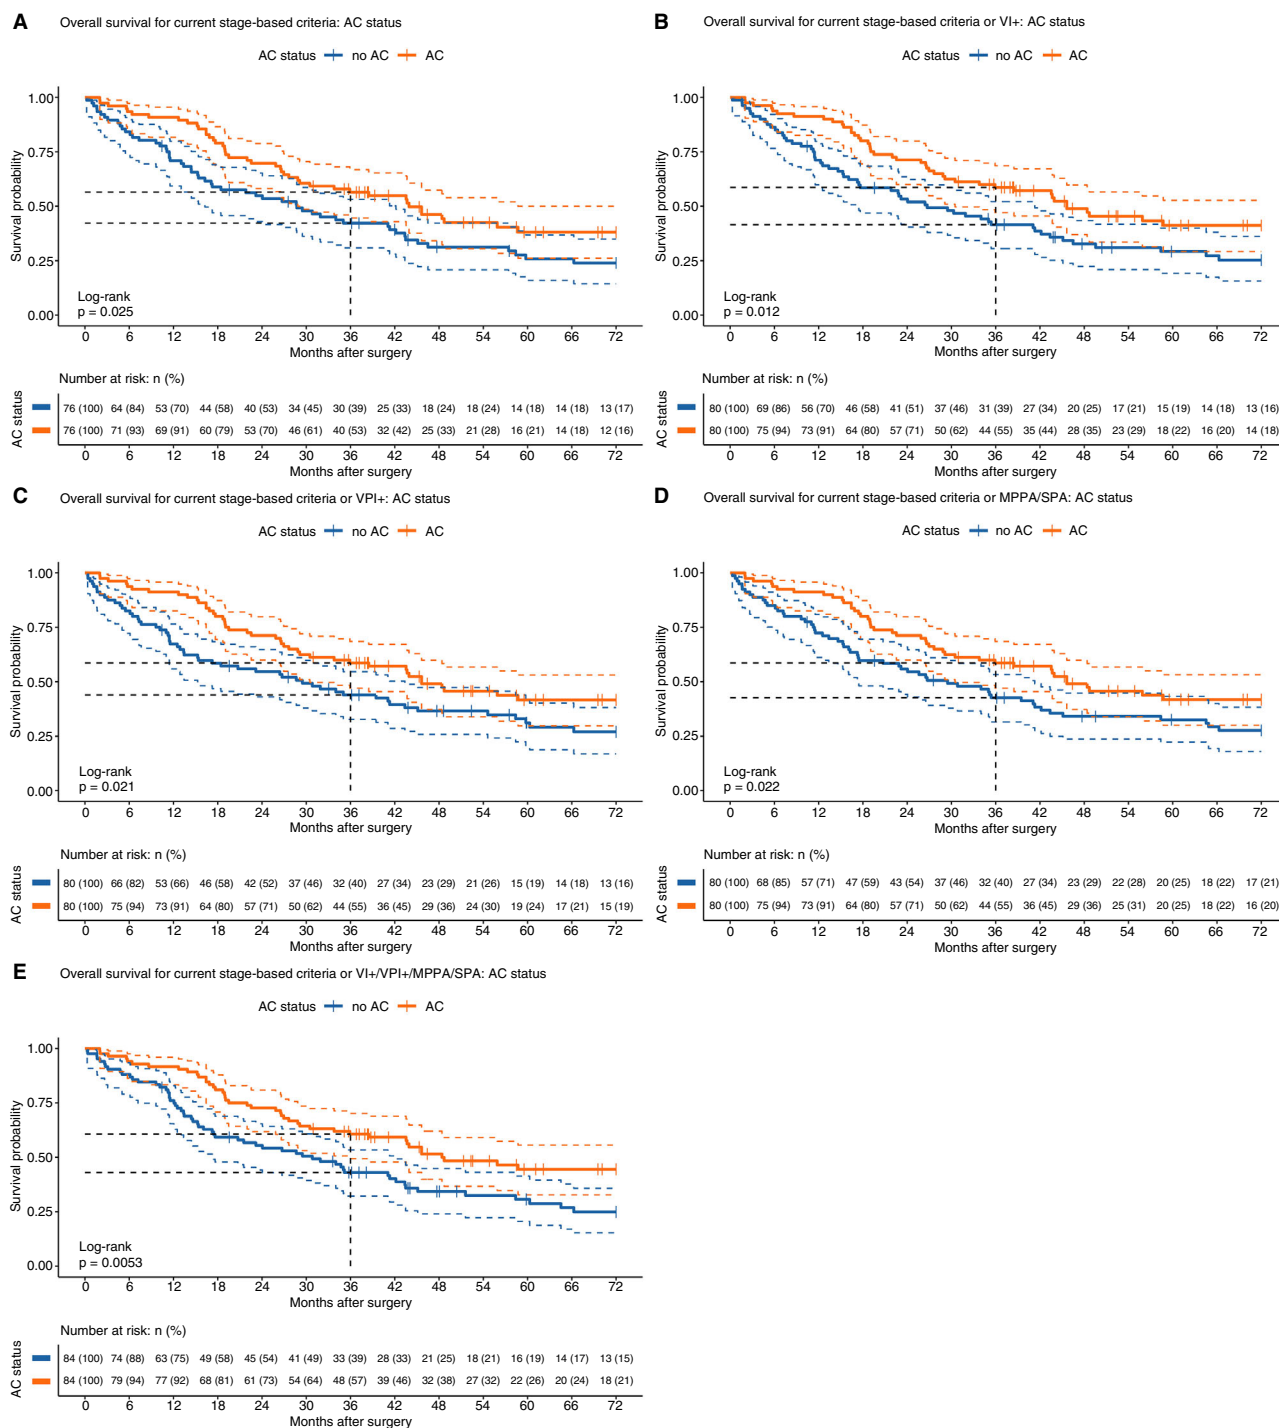 A Overall survival for current stage-based criteria: AC status
AC status no AC AC
1.00
0.75
0.50
0.25
0.00
Survival probability
Log-rank
p = 0.025
0 6 12 18 24 30 36 42 48 54 60 66 72
Months after surgery
Number at risk: n (%)
AC status
76 (100) 64 (84) 53 (70) 44 (58) 40 (53) 34 (45) 30 (39) 25 (33) 18 (24) 18 (24) 14 (18) 14 (18) 13 (17)
76 (100) 71 (93) 69 (91) 60 (79) 53 (70) 46 (61) 40 (53) 32 (42) 25 (33) 21 (28) 16 (21) 14 (18) 12 (16)
0 6 12 18 24 30 36 42 48 54 60 66 72
Months after surgery
B Overall survival for current stage-based criteria or VI+: AC status
AC status no AC AC
1.00
0.75
0.50
0.25
0.00
Survival probability
Log-rank
p = 0.012
0 6 12 18 24 30 36 42 48 54 60 66 72
Months after surgery
Number at risk: n (%)
AC status
80 (100) 69 (86) 56 (70) 46 (58) 41 (51) 37 (46) 31 (39) 27 (34) 20 (25) 17 (21) 15 (19) 14 (18) 13 (16)
80 (100) 75 (94) 73 (91) 64 (80) 57 (71) 50 (62) 44 (55) 35 (44) 28 (35) 23 (29) 18 (22) 16 (20) 14 (18)
0 6 12 18 24 30 36 42 48 54 60 66 72
Months after surgery
C Overall survival for current stage-based criteria or VPI+: AC status
AC status no AC AC
1.00
0.75
0.50
0.25
0.00
Survival probability
Log-rank
p = 0.021
0 6 12 18 24 30 36 42 48 54 60 66 72
Months after surgery
Number at risk: n (%)
AC status
80 (100) 66 (82) 53 (66) 46 (58) 42 (52) 37 (46) 32 (40) 27 (34) 23 (29) 21 (26) 15 (19) 14 (18) 13 (16)
80 (100) 75 (94) 73 (91) 64 (80) 57 (71) 50 (62) 44 (55) 36 (45) 29 (36) 24 (30) 19 (24) 17 (21) 15 (19)
0 6 12 18 24 30 36 42 48 54 60 66 72
Months after surgery
D Overall survival for current stage-based criteria or MPPA/SPA: AC status
AC status no AC AC
1.00
0.75
0.50
0.25
0.00
Survival probability
Log-rank
p = 0.022
0 6 12 18 24 30 36 42 48 54 60 66 72
Months after surgery
Number at risk: n (%)
AC status
80 (100) 68 (85) 57 (71) 47 (59) 43 (54) 37 (46) 32 (40) 27 (34) 23 (29) 22 (28) 20 (25) 18 (22) 17 (21)
80 (100) 75 (94) 73 (91) 64 (80) 57 (71) 50 (62) 44 (55) 36 (45) 29 (36) 25 (31) 20 (25) 18 (22) 16 (20)
0 6 12 18 24 30 36 42 48 54 60 66 72
Months after surgery
E Overall survival for current stage-based criteria or VI+/VPI+/MPPA/SPA: AC status
AC status no AC AC
1.00
0.75
0.50
0.25
0.00
Survival probability
Log-rank
p = 0.0053
0 6 12 18 24 30 36 42 48 54 60 66 72
Months after surgery
Number at risk: n (%)
AC status
84 (100) 74 (88) 63 (75) 49 (58) 45 (54) 41 (49) 33 (39) 28 (33) 21 (25) 18 (21) 16 (19) 14 (17) 13 (15)
84 (100) 79 (94) 77 (92) 68 (81) 61 (73) 54 (64) 48 (57) 39 (46) 32 (38) 27 (32) 22 (26) 20 (24) 18 (21)
0 6 12 18 24 30 36 42 48 54 60 66 72
Months after surgery